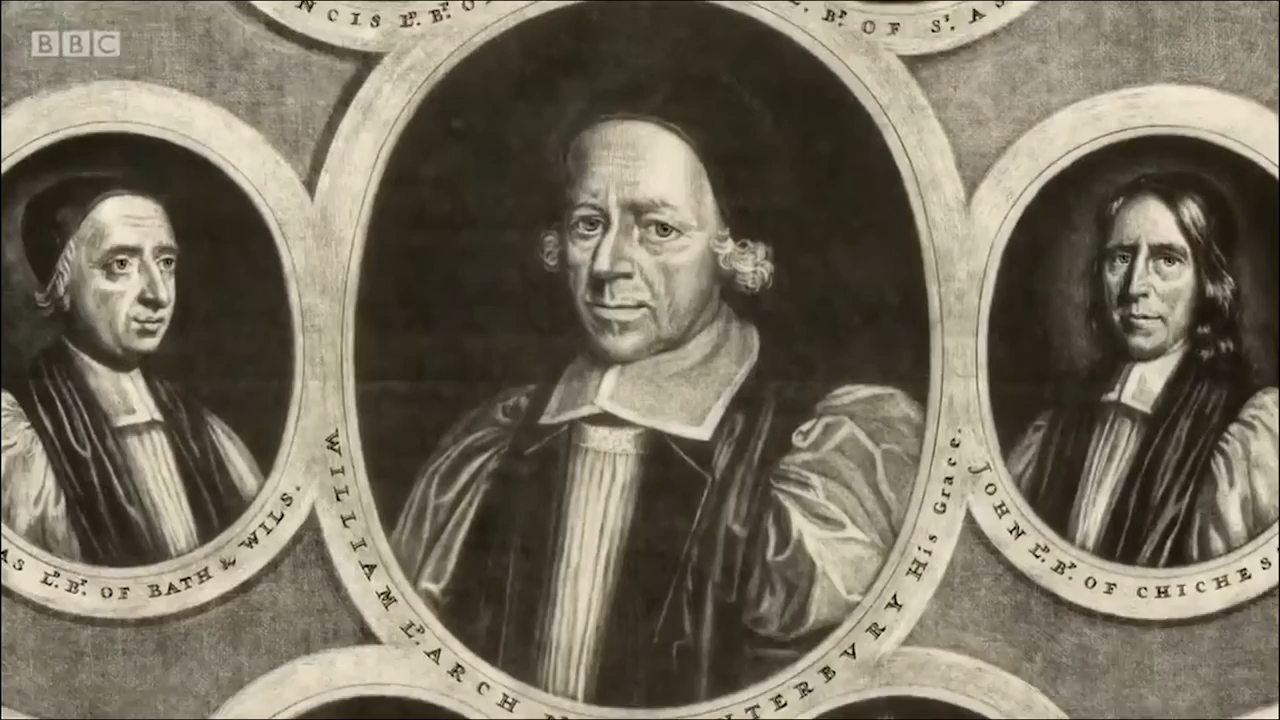 BBC
NCIS Lᵈ. Bᴾ. O
L. Bᴾ. OF Sᵗ. AS
AS Lᵈ. Bᴾ. OF BATH & WILS.
WILLIAM Lᵈ. ARCH TERBVRY His Grace.
JOHN Lᵈ. Bᴾ. OF CHICHES